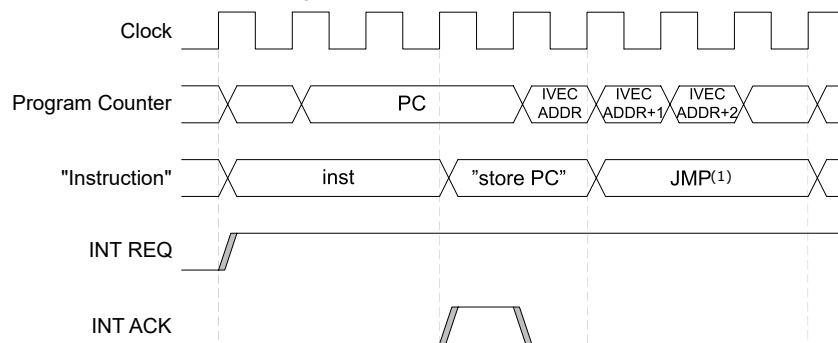 Clock
Program Counter
PC
IVEC
ADDR
IVEC
ADDR+1
IVEC
ADDR+2
"Instruction"
inst
"store PC"
JMP(1)
INT REQ
INT ACK